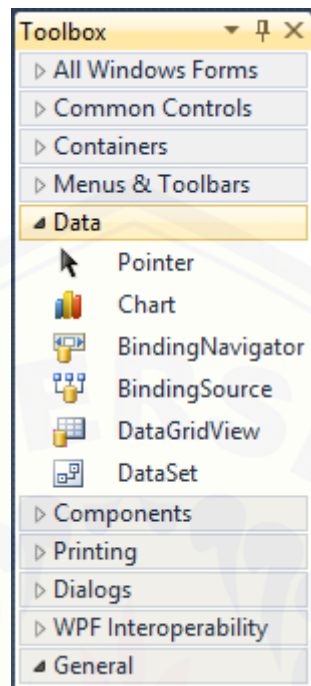 Toolbox
All Windows Forms
Common Controls
Containers
Menus & Toolbars
Data
Pointer
Chart
BindingNavigator
BindingSource
DataGridView
DataSet
Components
Printing
Dialogs
WPF Interoperability
General